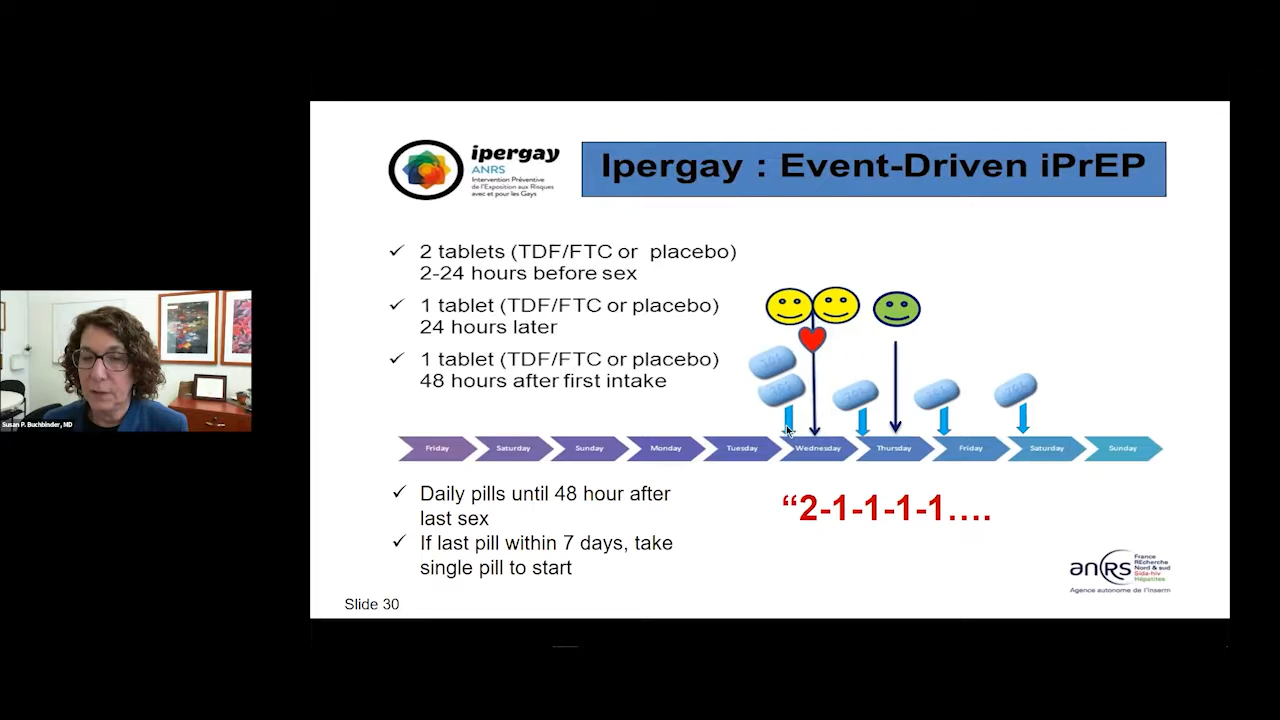 ipergay
ANRS
Intervention Préventive
de l'Exposition aux Risques
avec et pour les Gays
Ipergay : Event-Driven iPrEP
2 tablets (TDF/FTC or placebo)
2-24 hours before sex
1 tablet (TDF/FTC or placebo)
24 hours later
1 tablet (TDF/FTC or placebo)
48 hours after first intake
Susan P. Buchbinder, MD
Friday
Saturday
Sunday
Monday
Tuesday
Wednesday
Thursday
Friday
Saturday
Sunday
Daily pills until 48 hour after
last sex
If last pill within 7 days, take
single pill to start
“2-1-1-1-1….
anRS
France
REcherche
Nord & sud
Sida-hiv
Hépatites
Agence autonome de l'Inserm
Slide 30